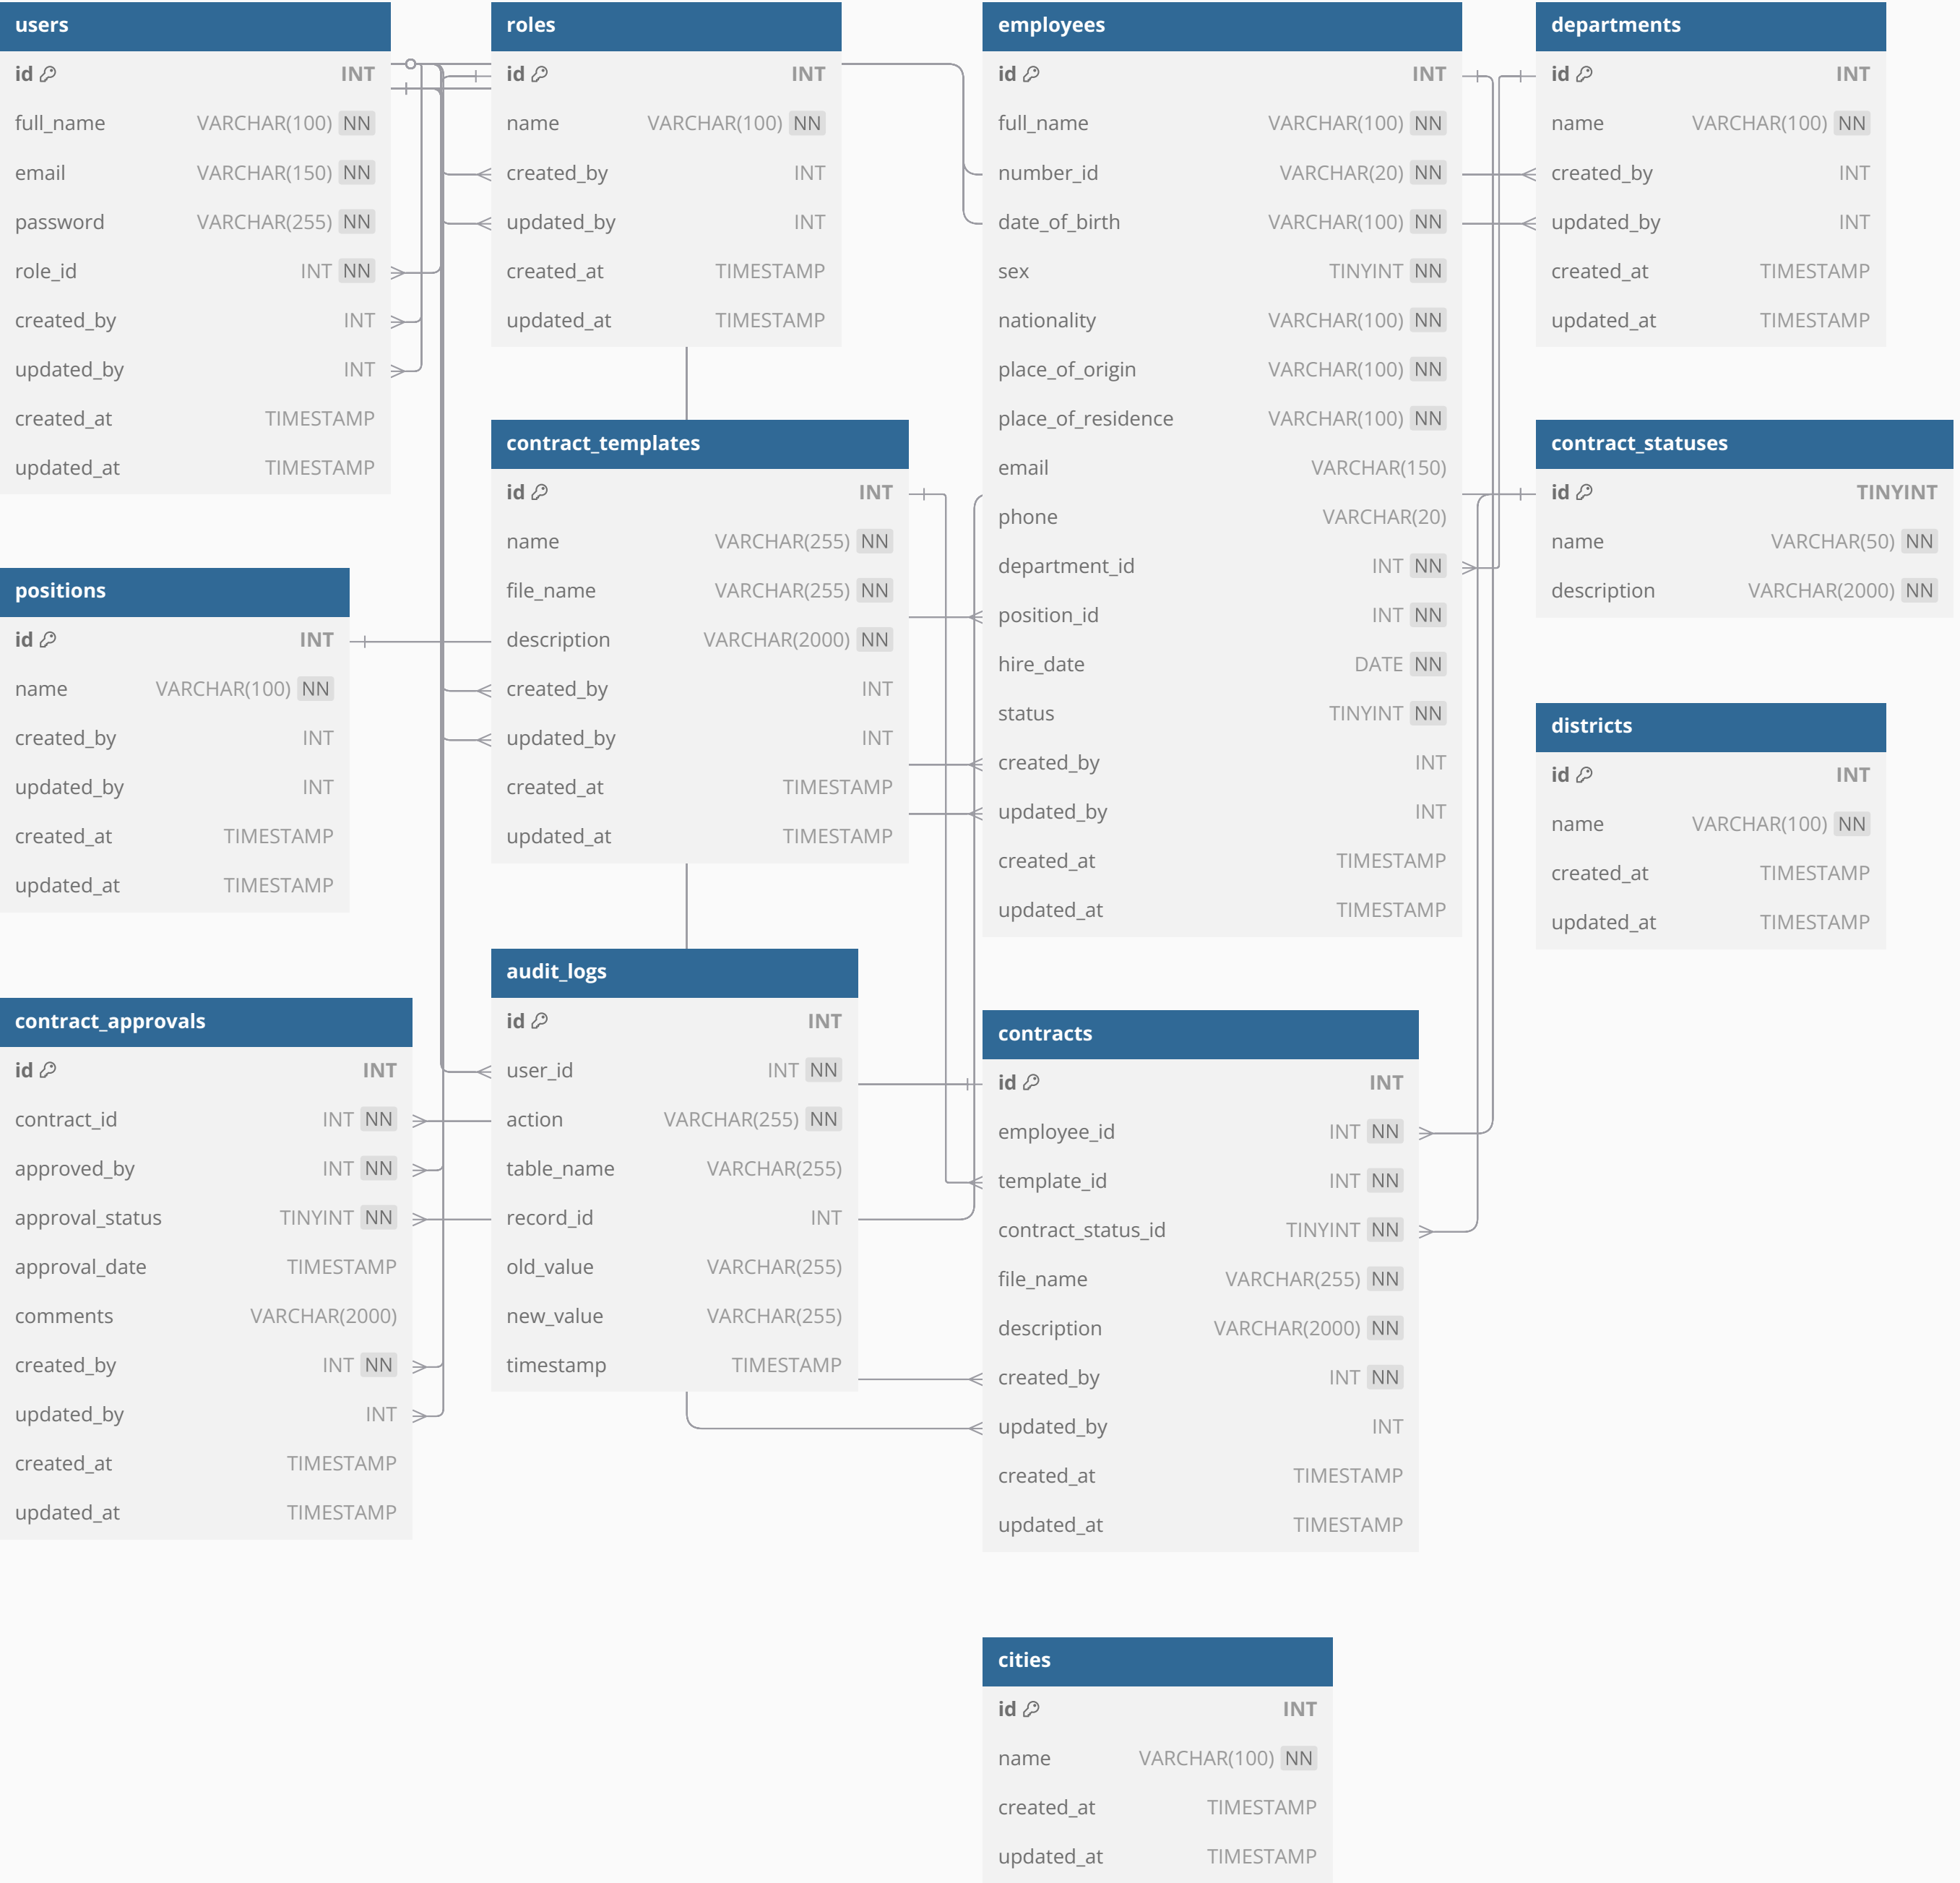 users
id INT
full_name VARCHAR(100) NN
email VARCHAR(150) NN
password VARCHAR(255) NN
role_id INT NN
created_by INT
updated_by INT
created_at TIMESTAMP
updated_at TIMESTAMP
roles
id INT
name VARCHAR(100) NN
created_by INT
updated_by INT
created_at TIMESTAMP
updated_at TIMESTAMP
employees
id INT
full_name VARCHAR(100) NN
number_id VARCHAR(20) NN
date_of_birth VARCHAR(100) NN
sex TINYINT NN
nationality VARCHAR(100) NN
place_of_origin VARCHAR(100) NN
place_of_residence VARCHAR(100) NN
email VARCHAR(150)
phone VARCHAR(20)
department_id INT NN
position_id INT NN
hire_date DATE NN
status TINYINT NN
created_by INT
updated_by INT
created_at TIMESTAMP
updated_at TIMESTAMP
departments
id INT
name VARCHAR(100) NN
created_by INT
updated_by INT
created_at TIMESTAMP
updated_at TIMESTAMP
contract_templates
id INT
name VARCHAR(255) NN
file_name VARCHAR(255) NN
description VARCHAR(2000) NN
created_by INT
updated_by INT
created_at TIMESTAMP
updated_at TIMESTAMP
contract_statuses
id TINYINT
name VARCHAR(50) NN
description VARCHAR(2000) NN
positions
id INT
name VARCHAR(100) NN
created_by INT
updated_by INT
created_at TIMESTAMP
updated_at TIMESTAMP
districts
id INT
name VARCHAR(100) NN
created_at TIMESTAMP
updated_at TIMESTAMP
contract_approvals
id INT
contract_id INT NN
approved_by INT NN
approval_status TINYINT NN
approval_date TIMESTAMP
comments VARCHAR(2000)
created_by INT NN
updated_by INT
created_at TIMESTAMP
updated_at TIMESTAMP
audit_logs
id INT
user_id INT NN
action VARCHAR(255) NN
table_name VARCHAR(255)
record_id INT
old_value VARCHAR(255)
new_value VARCHAR(255)
timestamp TIMESTAMP
contracts
id INT
employee_id INT NN
template_id INT NN
contract_status_id TINYINT NN
file_name VARCHAR(255) NN
description VARCHAR(2000) NN
created_by INT NN
updated_by INT
created_at TIMESTAMP
updated_at TIMESTAMP
cities
id INT
name VARCHAR(100) NN
created_at TIMESTAMP
updated_at TIMESTAMP